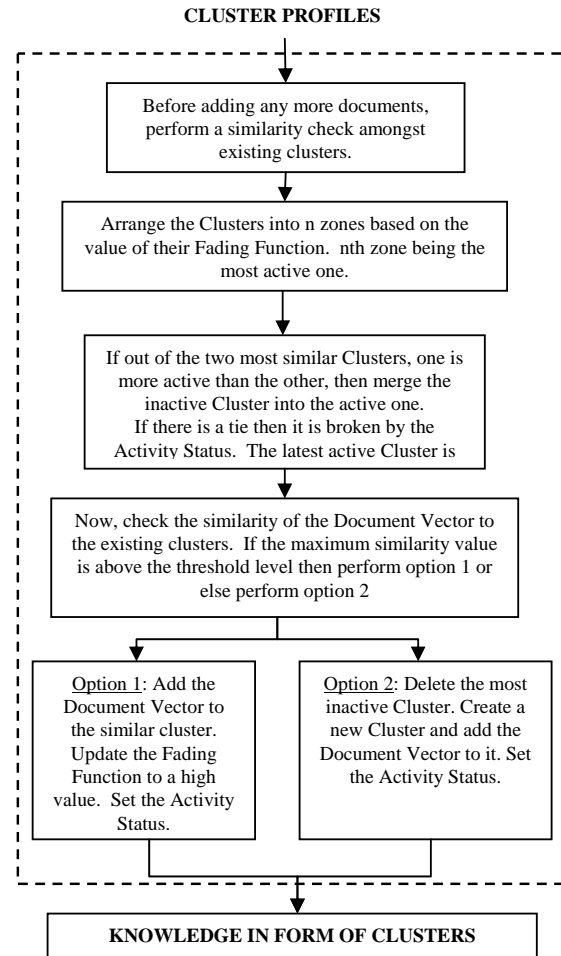 CLUSTER PROFILES
Before adding any more documents,
perform a similarity check amongst
existing clusters.
Arrange the Clusters into n zones based on the
value of their Fading Function.  nth zone being the
most active one.
If out of the two most similar Clusters, one is
more active than the other, then merge the
inactive Cluster into the active one.
If there is a tie then it is broken by the
Activity Status.  The latest active Cluster is
Now, check the similarity of the Document Vector to
the existing clusters.  If the maximum similarity value
is above the threshold level then perform option 1 or
else perform option 2
Option 1: Add the
Document Vector to
the similar cluster.
Update the Fading
Function to a high
value.  Set the Activity
Status.
Option 2: Delete the most
inactive Cluster. Create a
new Cluster and add the
Document Vector to it. Set
the Activity Status.
KNOWLEDGE IN FORM OF CLUSTERS